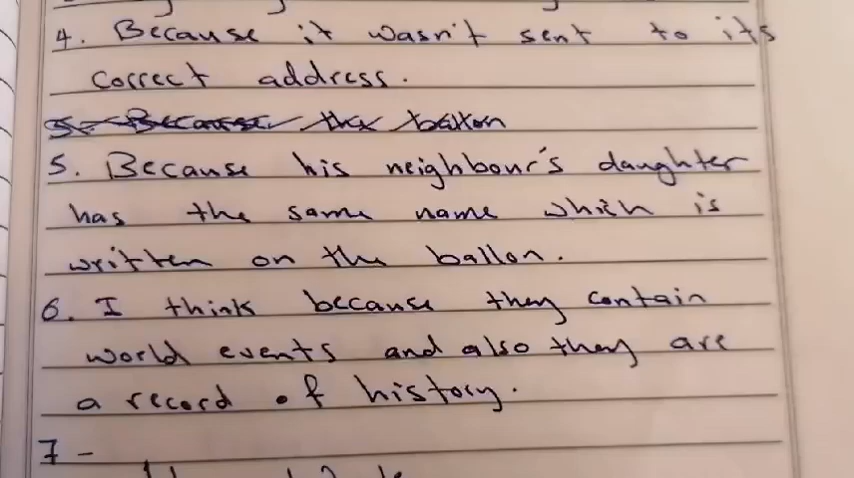 4. Because it wasn't sent to its
correct address.
5. Because the ballon
5. Because his neighbour's daughter
has the same name which is
written on the ballon.
6. I think because they contain
world events and also they are
a record of history.
7-